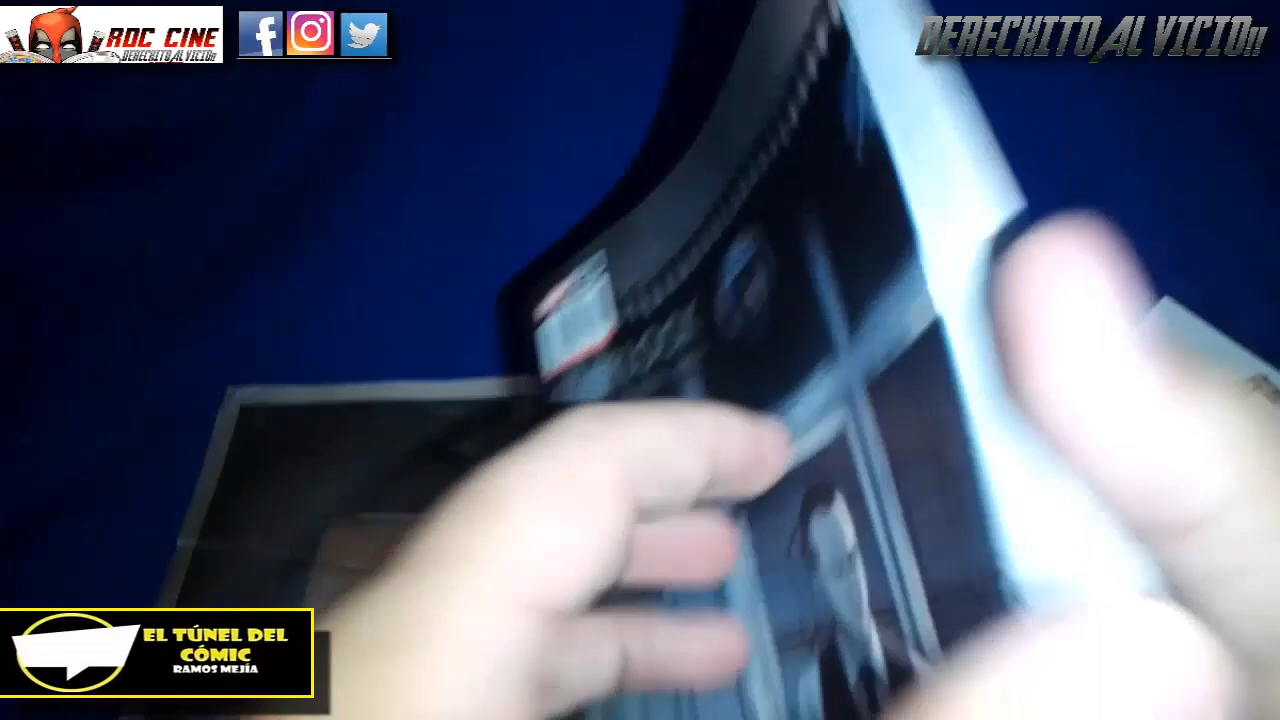 ROC CINE
DERECHITO AL VICIO!!
DERECHITO AL VICIO!!
EL TÚNEL DEL
CÓMIC
RAMOS MEJÍA